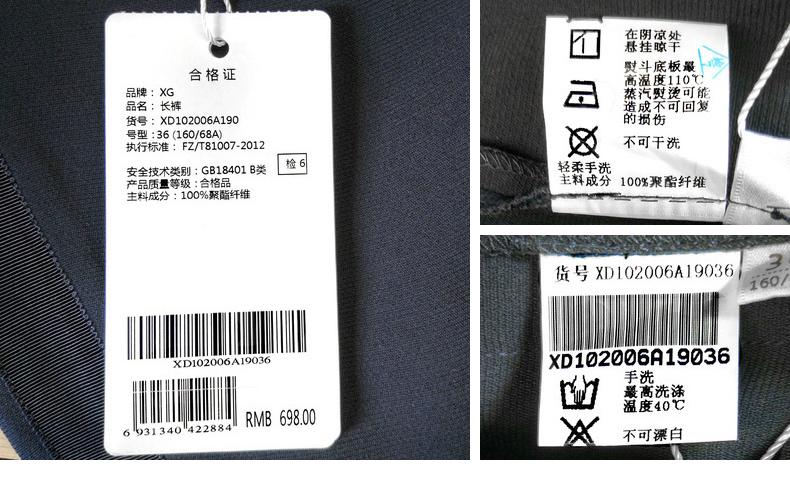 合格证
品牌：XG
品名：长裤
货号：XD102006A190
号型：36 (160/68A)
执行标准：FZ/T81007-2012
安全技术类别：GB18401 B类
检 6
产品质量等级：合格品
主料成分：100%聚酯纤维
XD102006A19036
6 931340 422884
RMB 698.00
在阴凉处
悬挂晾干
熨斗底板最
高温度110℃
蒸汽熨烫可能
造成不可回复
的损伤
不可干洗
轻柔手洗
主料成分 100%聚酯纤维
货号 XD102006A19036
XD102006A19036
手洗
最高洗涤
温度40℃
不可漂白
160/